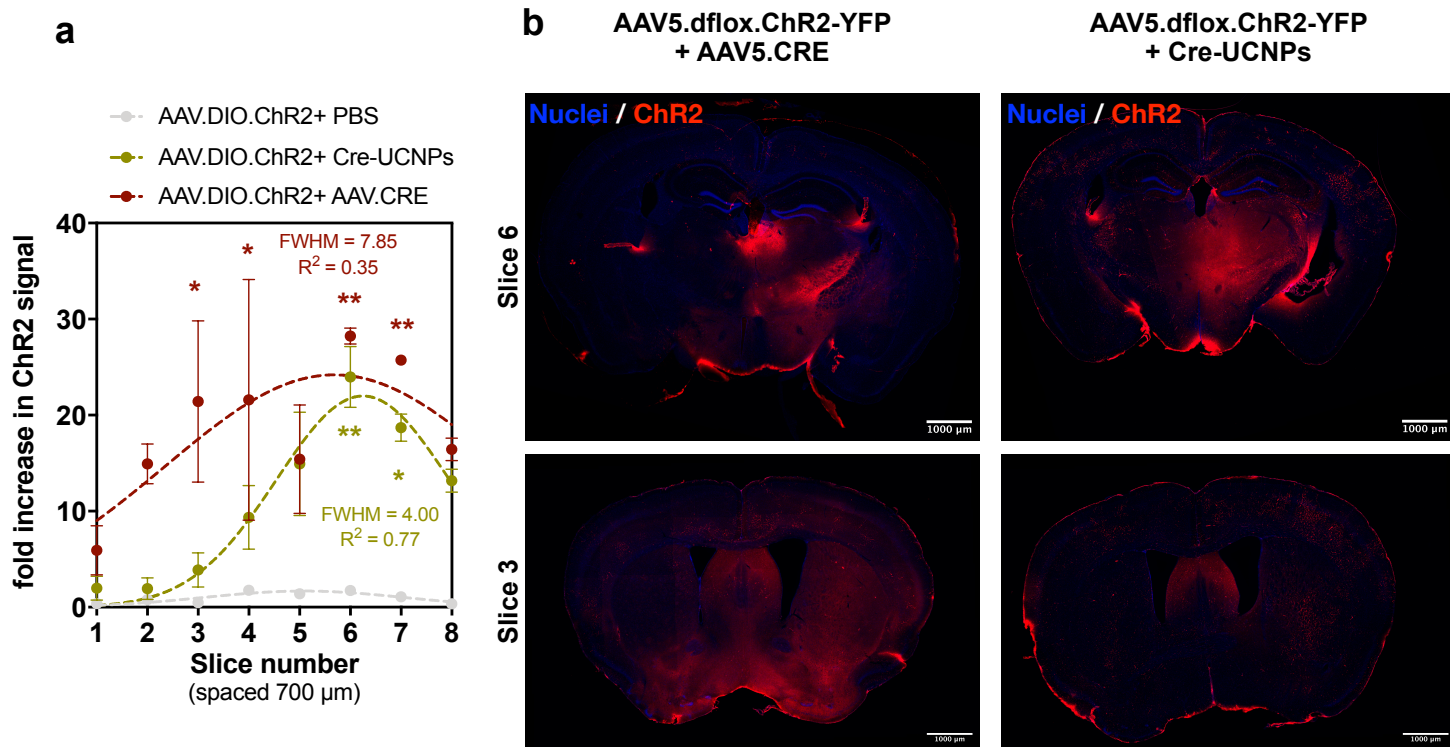 a
AAV.DIO.ChR2+ PBS
AAV.DIO.ChR2+ Cre-UCNPs
AAV.DIO.ChR2+ AAV.CRE
fold increase in ChR2 signal
40
30
20
10
0
*
*
FWHM = 7.85
R² = 0.35
**
**
**
*
FWHM = 4.00
R² = 0.77
1 2 3 4 5 6 7 8
Slice number
(spaced 700 µm)
b
AAV5.dflox.ChR2-YFP
+ AAV5.CRE
AAV5.dflox.ChR2-YFP
+ Cre-UCNPs
Slice 6
Nuclei / ChR2
1000 µm
Nuclei / ChR2
1000 µm
Slice 3
1000 µm
1000 µm